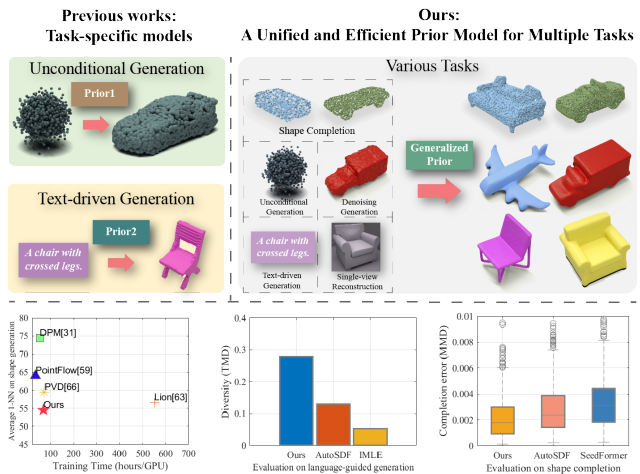 Previous works:
Task-specific models
Ours:
A Unified and Efficient Prior Model for Multiple Tasks
Unconditional Generation
Prior1
Text-driven Generation
Prior2
A chair with
crossed legs.
Various Tasks
Shape Completion
Unconditional
Generation
Denoising
Generation
Generalized
Prior
A chair with
crossed legs.
Text-driven
Generation
Single-view
Reconstruction
Average 1-NN on shape generation
80
75
70
65
60
55
50
45
DPM[31]
PointFlow[59]
PVD[66]
Ours
Lion[63]
100 200 300 400 500 600 700
Training Time (hours/GPU)
Diversity (TMD)
0.4
0.3
0.2
0.1
0.0
Ours AutoSDF IMLE
Evaluation on language-guided generation
Completion error (MMD)
0.01
0.008
0.006
0.004
0.002
0
Ours AutoSDF SeedFormer
Evaluation on shape completion